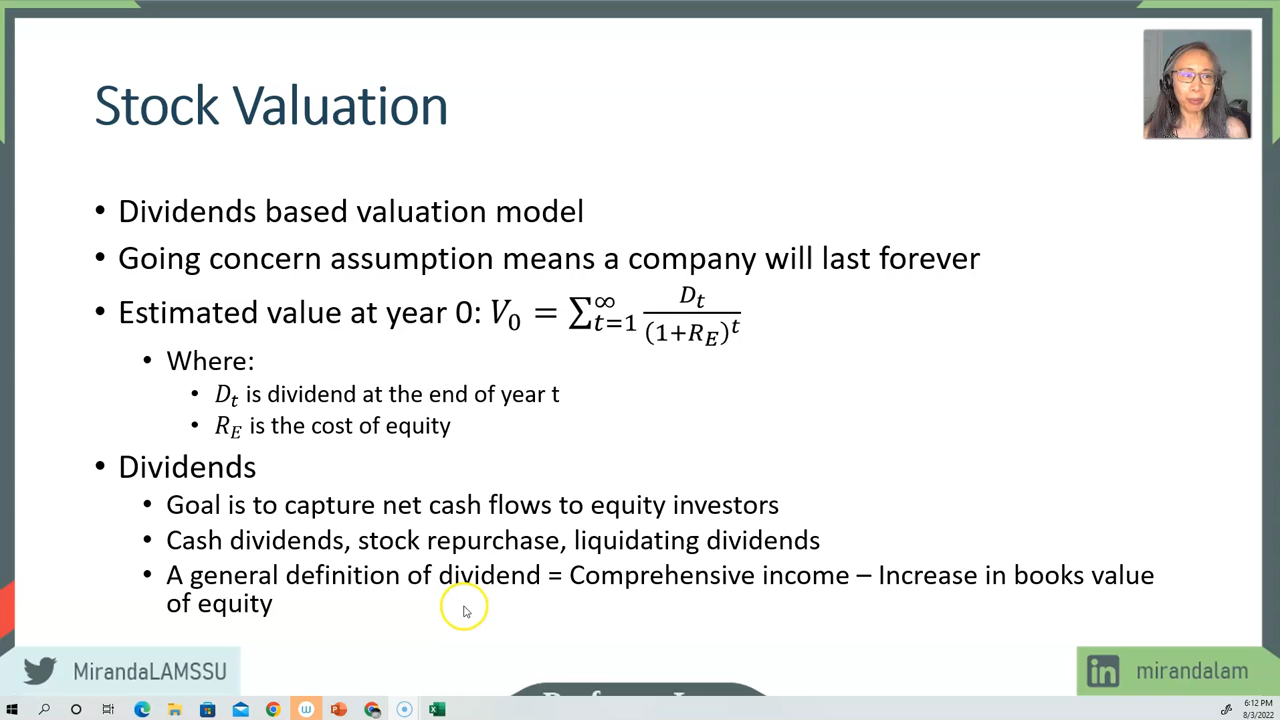 Stock Valuation
• Dividends based valuation model
• Going concern assumption means a company will last forever
• Estimated value at year 0: V₀ = ∑ₜ₌₁^∞ Dₜ/(1+R_E)ᵗ
• Where:
• Dₜ is dividend at the end of year t
• R_E is the cost of equity
• Dividends
• Goal is to capture net cash flows to equity investors
• Cash dividends, stock repurchase, liquidating dividends
• A general definition of dividend = Comprehensive income – Increase in books value
of equity
MirandaLAMSSU
in mirandalam
6:12 PM
8/3/2022